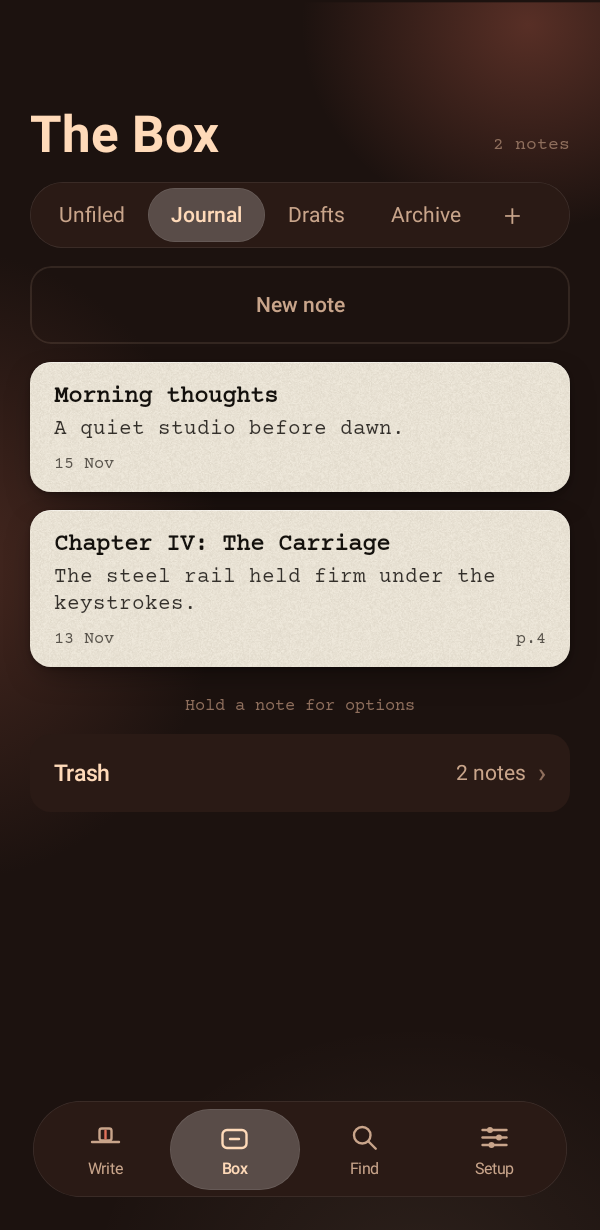 The Box
2 notes
Unfiled Journal Drafts Archive +
New note
Morning thoughts
A quiet studio before dawn.
15 Nov
Chapter IV: The Carriage
The steel rail held firm under the
keystrokes.
13 Nov p.4
Hold a note for options
Trash 2 notes ›
Write Box Find Setup